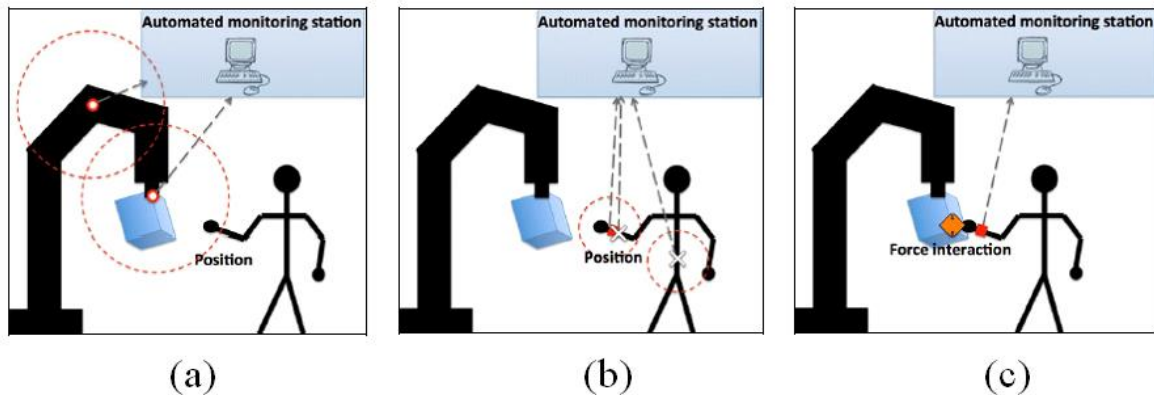 Automated monitoring station
Position
(a)
Automated monitoring station
Position
(b)
Automated monitoring station
Force interaction
(c)